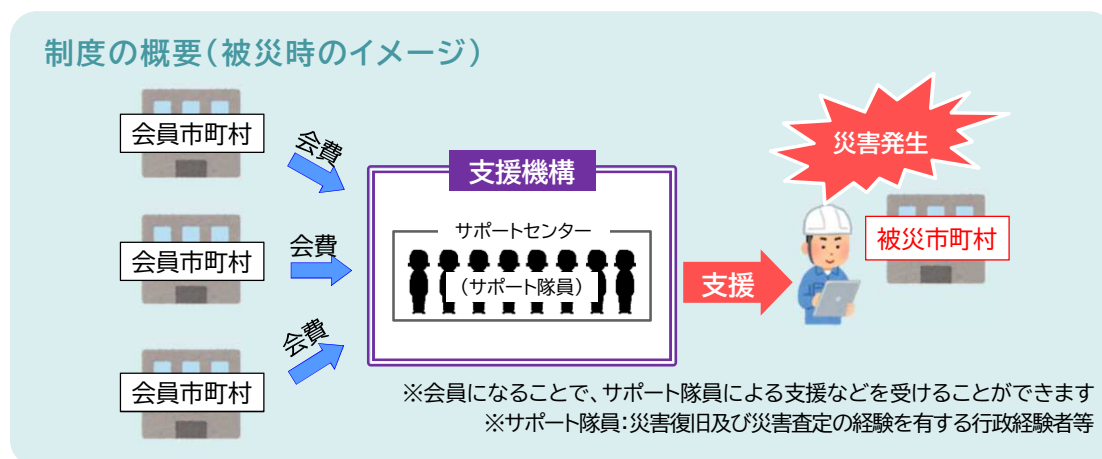 制度の概要(被災時のイメージ)
会員市町村
会費
会員市町村
会費
会員市町村
会費
支援機構
サポートセンター
(サポート隊員)
支援
災害発生
被災市町村
※会員になることで、サポート隊員による支援などを受けることができます
※サポート隊員:災害復旧及び災害査定の経験を有する行政経験者等